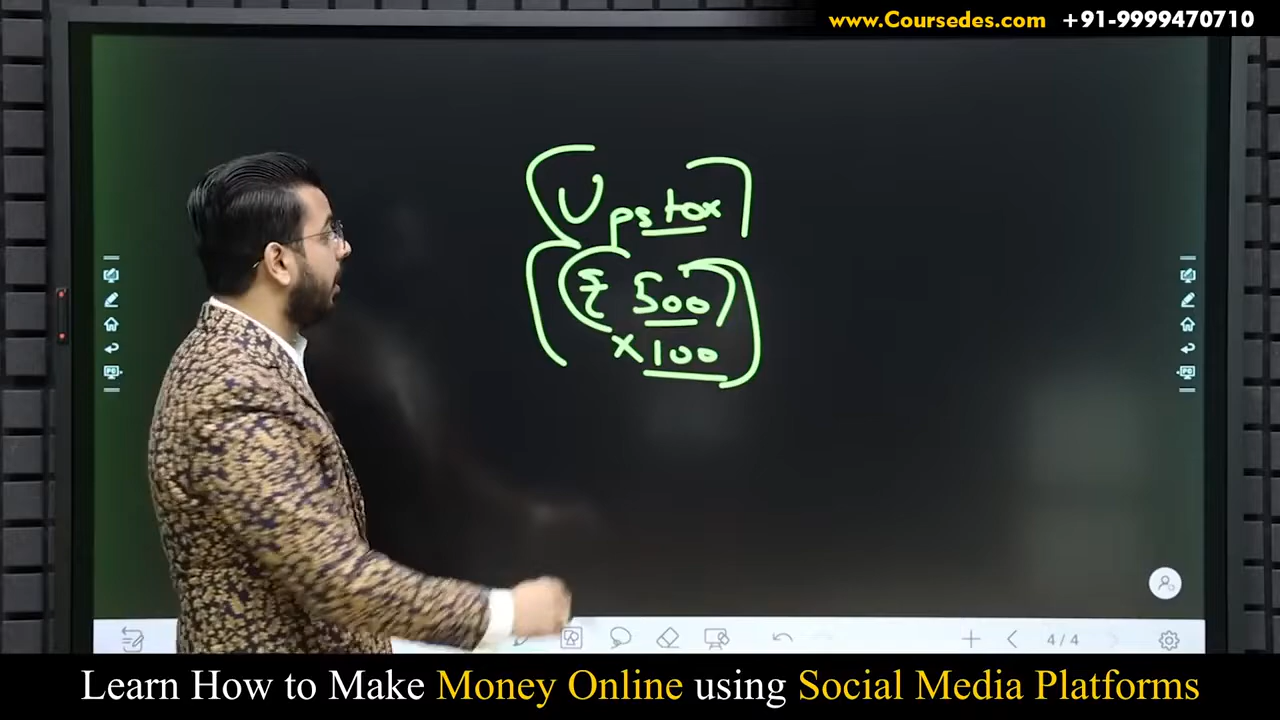 www.Coursedes.com +91-9999470710
Upstox
₹ 500
x 100
4/4
Learn How to Make Money Online using Social Media Platforms